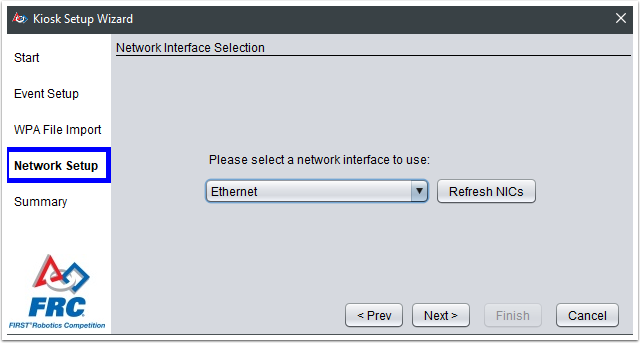 Kiosk Setup Wizard
Start
Event Setup
WPA File Import
Network Setup
Summary
Network Interface Selection
Please select a network interface to use:
Ethernet
Refresh NICs
FRC
FIRST® Robotics Competition
< Prev
Next >
Finish
Cancel